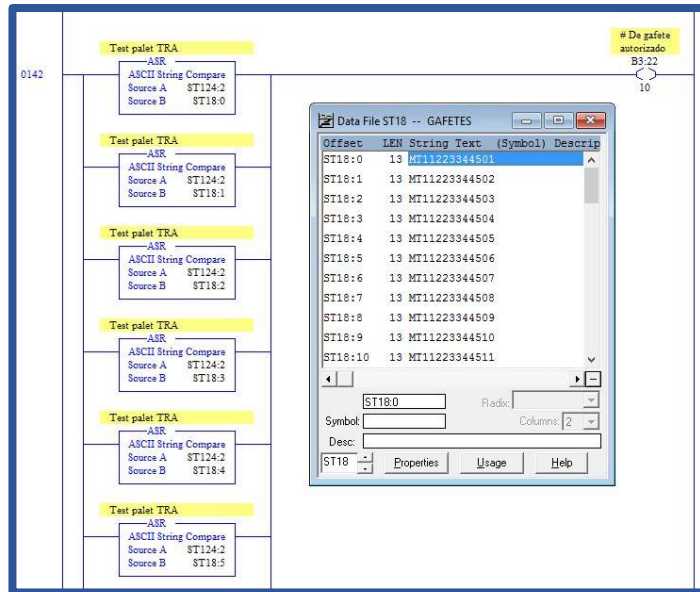 Test palet TRA
ASR
0142
ASCII String Compare
Source A ST124:2
Source B ST18:0
# De gafete
autorizado
B3:22
10
Test palet TRA
ASR
ASCII String Compare
Source A ST124:2
Source B ST18:1
Test palet TRA
ASR
ASCII String Compare
Source A ST124:2
Source B ST18:2
Test palet TRA
ASR
ASCII String Compare
Source A ST124:2
Source B ST18:3
Test palet TRA
ASR
ASCII String Compare
Source A ST124:2
Source B ST18:4
Test palet TRA
ASR
ASCII String Compare
Source A ST124:2
Source B ST18:5
Data File ST18 -- GAFETES
Offset LEN String Text (Symbol) Descrip
ST18:0 13 MT11223344501
ST18:1 13 MT11223344502
ST18:2 13 MT11223344503
ST18:3 13 MT11223344504
ST18:4 13 MT11223344505
ST18:5 13 MT11223344506
ST18:6 13 MT11223344507
ST18:7 13 MT11223344508
ST18:8 13 MT11223344509
ST18:9 13 MT11223344510
ST18:10 13 MT11223344511
ST18:0 Radix:
Symbol: Columns: 2
Desc:
ST18 Properties Usage Help